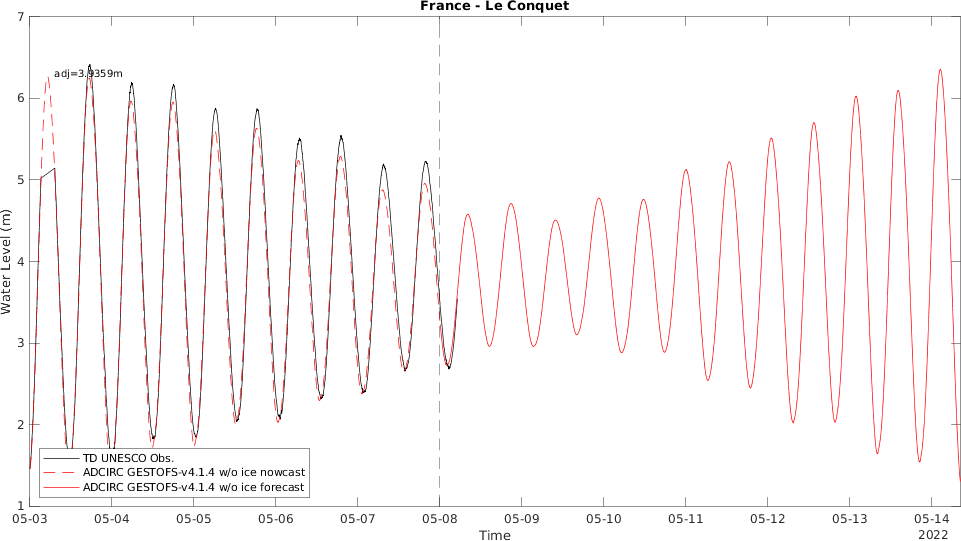 France - Le Conquet
7
6
5
4
3
2
1
Water Level (m)
adj=3.9359m
TD UNESCO Obs.
ADCIRC GESTOFS-v4.1.4 w/o ice nowcast
ADCIRC GESTOFS-v4.1.4 w/o ice forecast
05-03 05-04 05-05 05-06 05-07 05-08 05-09 05-10 05-11 05-12 05-13 05-14
Time
2022